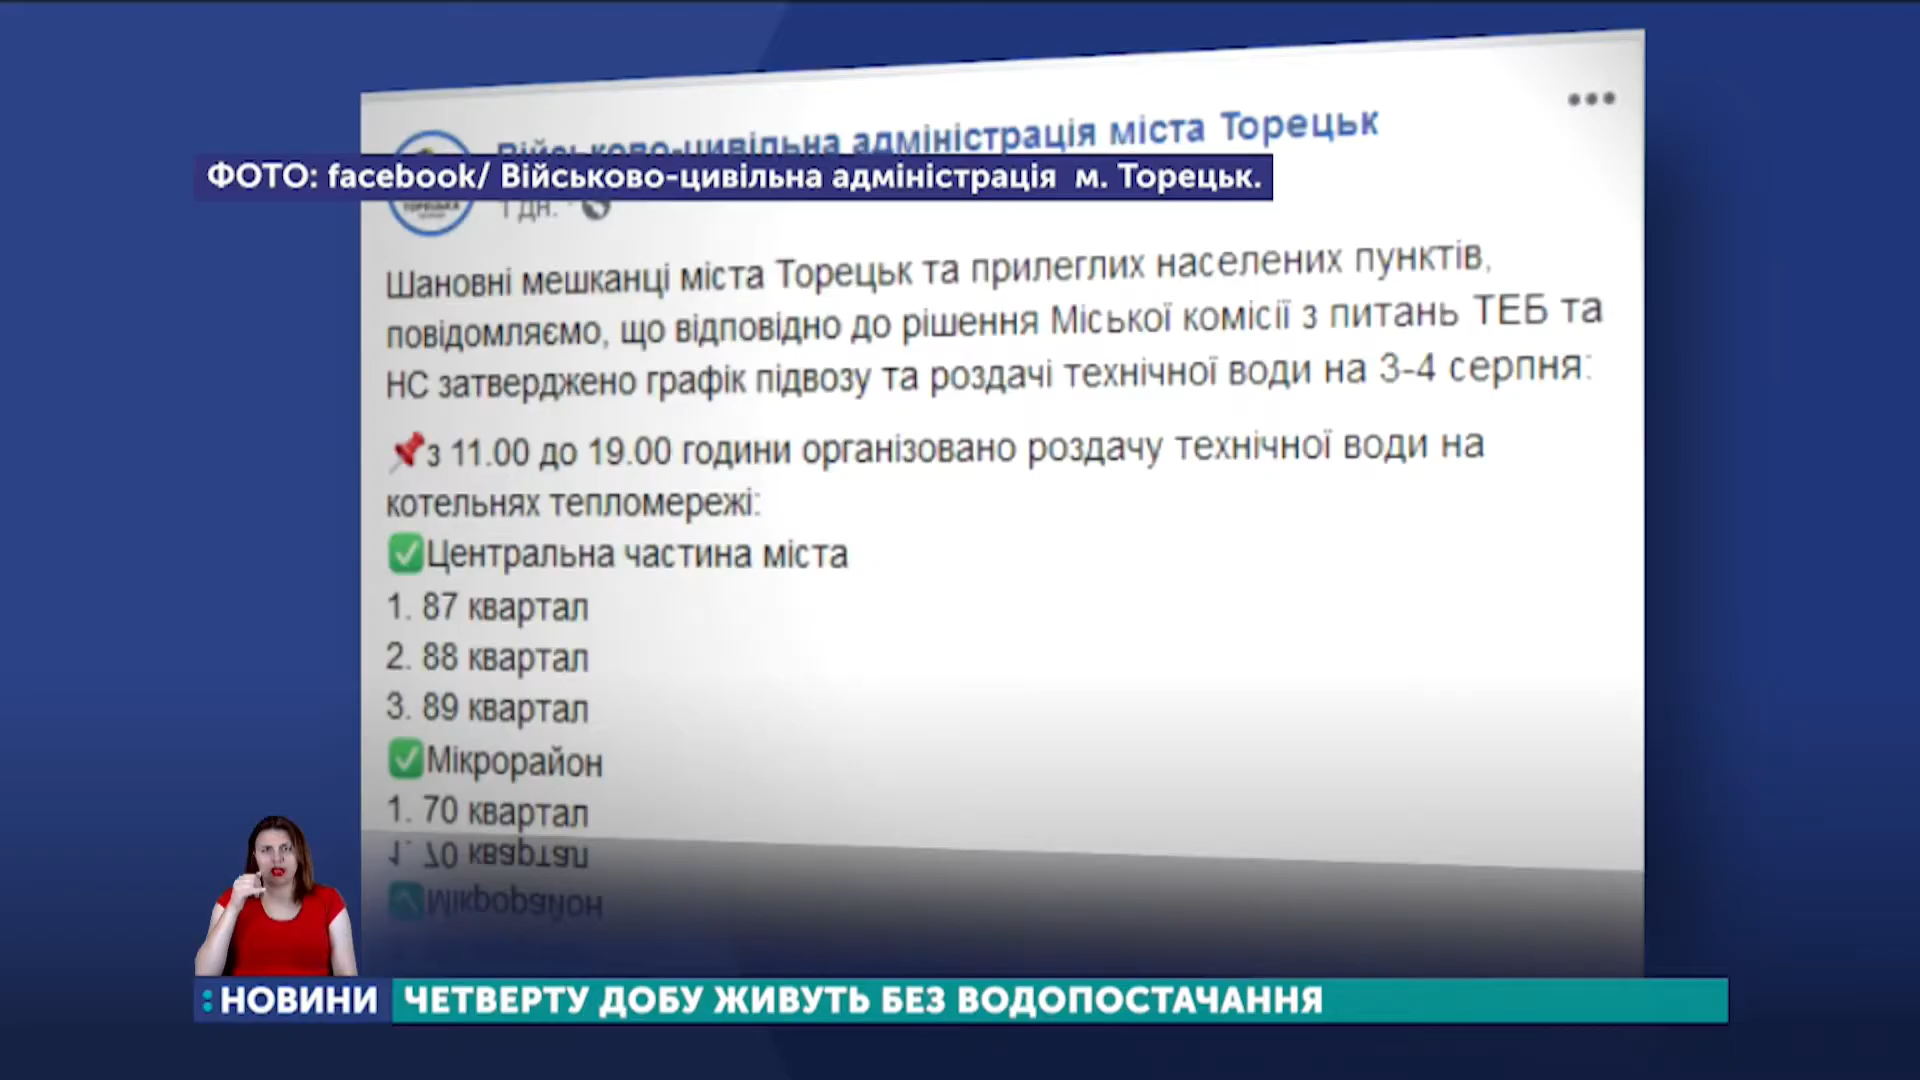 Військово-цивільна адміністрація міста Торецьк
ФОТО: facebook/ Військово-цивільна адміністрація м. Торецьк.
ТОРЕЦЬКА
1 дн.
Шановні мешканці міста Торецьк та прилеглих населених пунктів,
повідомляємо, що відповідно до рішення Міської комісії з питань ТЕБ та
НС затверджено графік підвозу та роздачі технічної води на 3-4 серпня:
з 11.00 до 19.00 години організовано роздачу технічної води на
котельнях тепломережі:
Центральна частина міста
1. 87 квартал
2. 88 квартал
3. 89 квартал
Мікрорайон
1. 70 квартал
НОВИНИ
ЧЕТВЕРТУ ДОБУ ЖИВУТЬ БЕЗ ВОДОПОСТАЧАННЯ